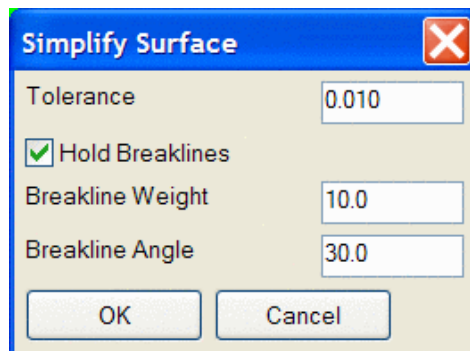 Simplify Surface
Tolerance 0.010
Hold Breaklines
Breakline Weight 10.0
Breakline Angle 30.0
OK Cancel